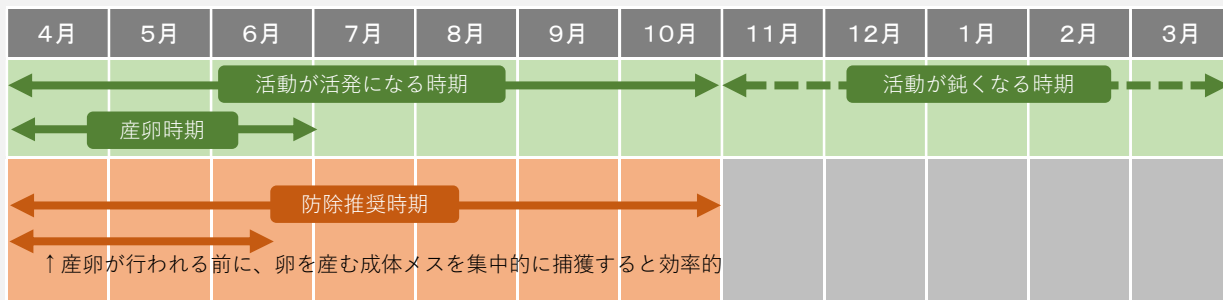 4月 5月 6月 7月 8月 9月 10月 11月 12月 1月 2月 3月
活動が活発になる時期 活動が鈍くなる時期
産卵時期
防除推奨時期
↑産卵が行われる前に、卵を産む成体メスを集中的に捕獲すると効率的